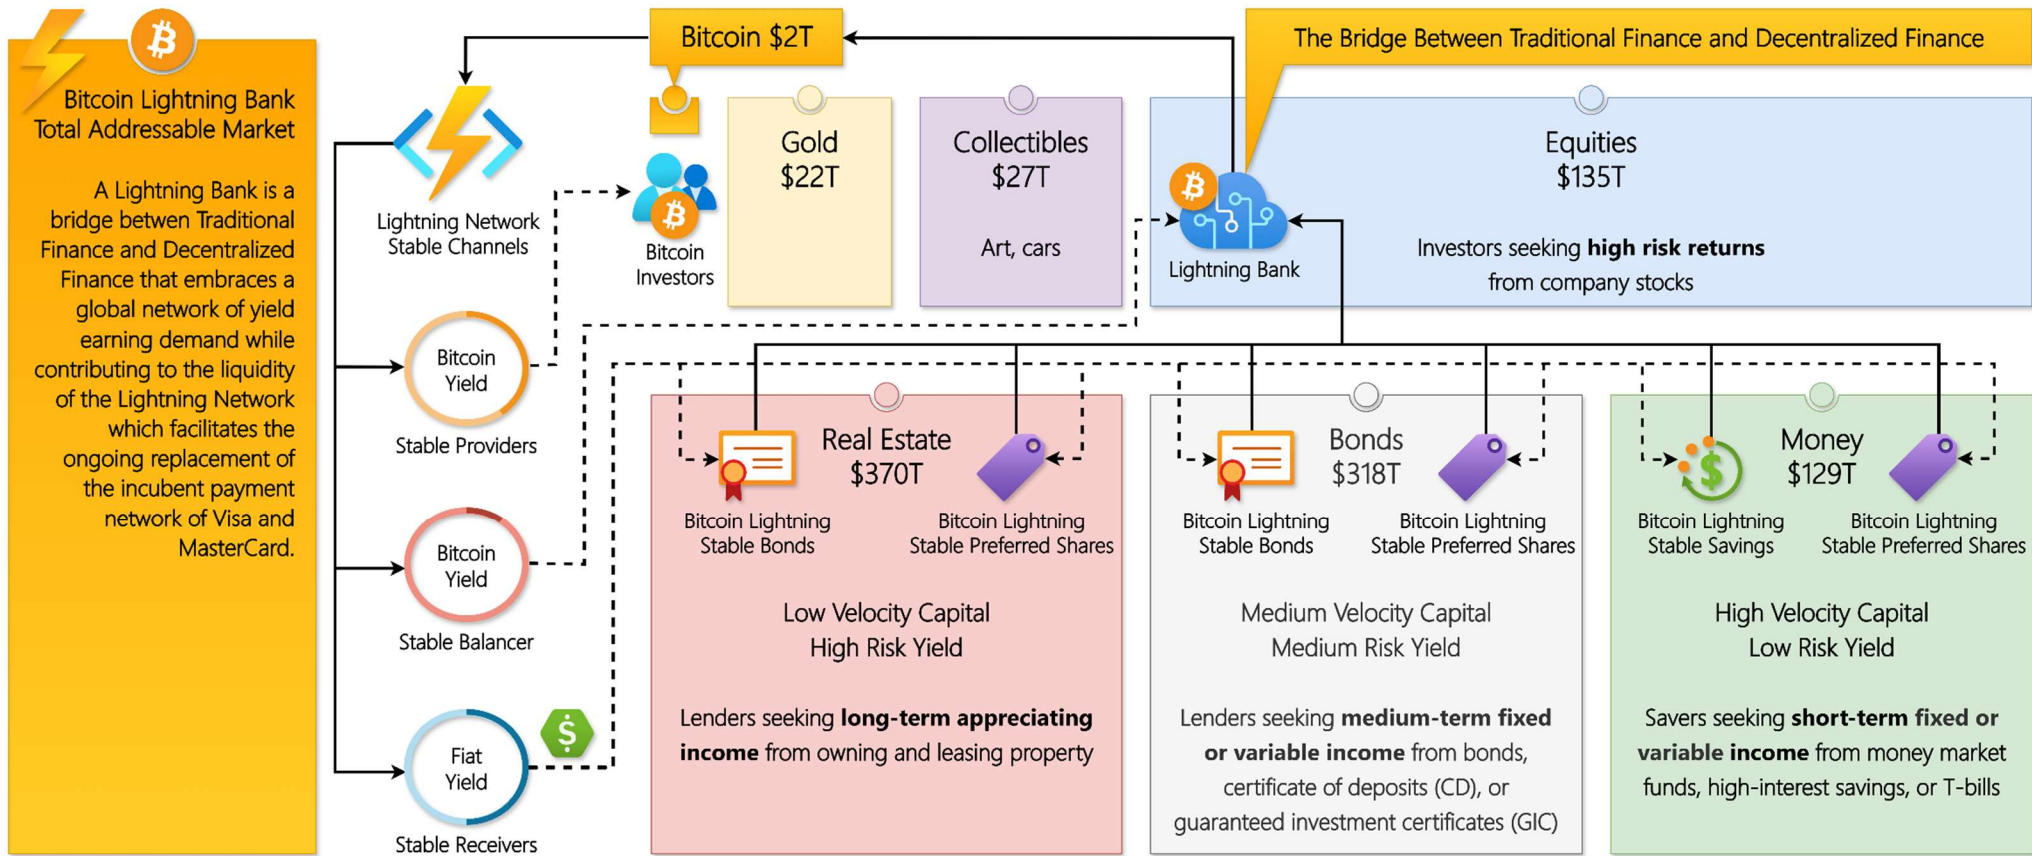 Bitcoin Lightning Bank
Total Addressable Market
A Lightning Bank is a
bridge betwen Traditional
Finance and Decentralized
Finance that embraces a
global network of yield
earning demand while
contributing to the liquidity
of the Lightning Network
which facilitates the
ongoing replacement of
the incubent payment
network of Visa and
MasterCard.
Bitcoin $2T
The Bridge Between Traditional Finance and Decentralized Finance
Lightning Network
Stable Channels
Bitcoin
Investors
Gold
$22T
Collectibles
$27T
Art, cars
Lightning Bank
Equities
$135T
Investors seeking high risk returns
from company stocks
Bitcoin
Yield
Stable Providers
Bitcoin
Yield
Stable Balancer
Fiat
Yield
Stable Receivers
Real Estate
$370T
Bitcoin Lightning
Stable Bonds
Bitcoin Lightning
Stable Preferred Shares
Low Velocity Capital
High Risk Yield
Lenders seeking long-term appreciating
income from owning and leasing property
Bonds
$318T
Bitcoin Lightning
Stable Bonds
Bitcoin Lightning
Stable Preferred Shares
Medium Velocity Capital
Medium Risk Yield
Lenders seeking medium-term fixed
or variable income from bonds,
certificate of deposits (CD), or
guaranteed investment certificates (GIC)
Money
$129T
Bitcoin Lightning
Stable Savings
Bitcoin Lightning
Stable Preferred Shares
High Velocity Capital
Low Risk Yield
Savers seeking short-term fixed or
variable income from money market
funds, high-interest savings, or T-bills